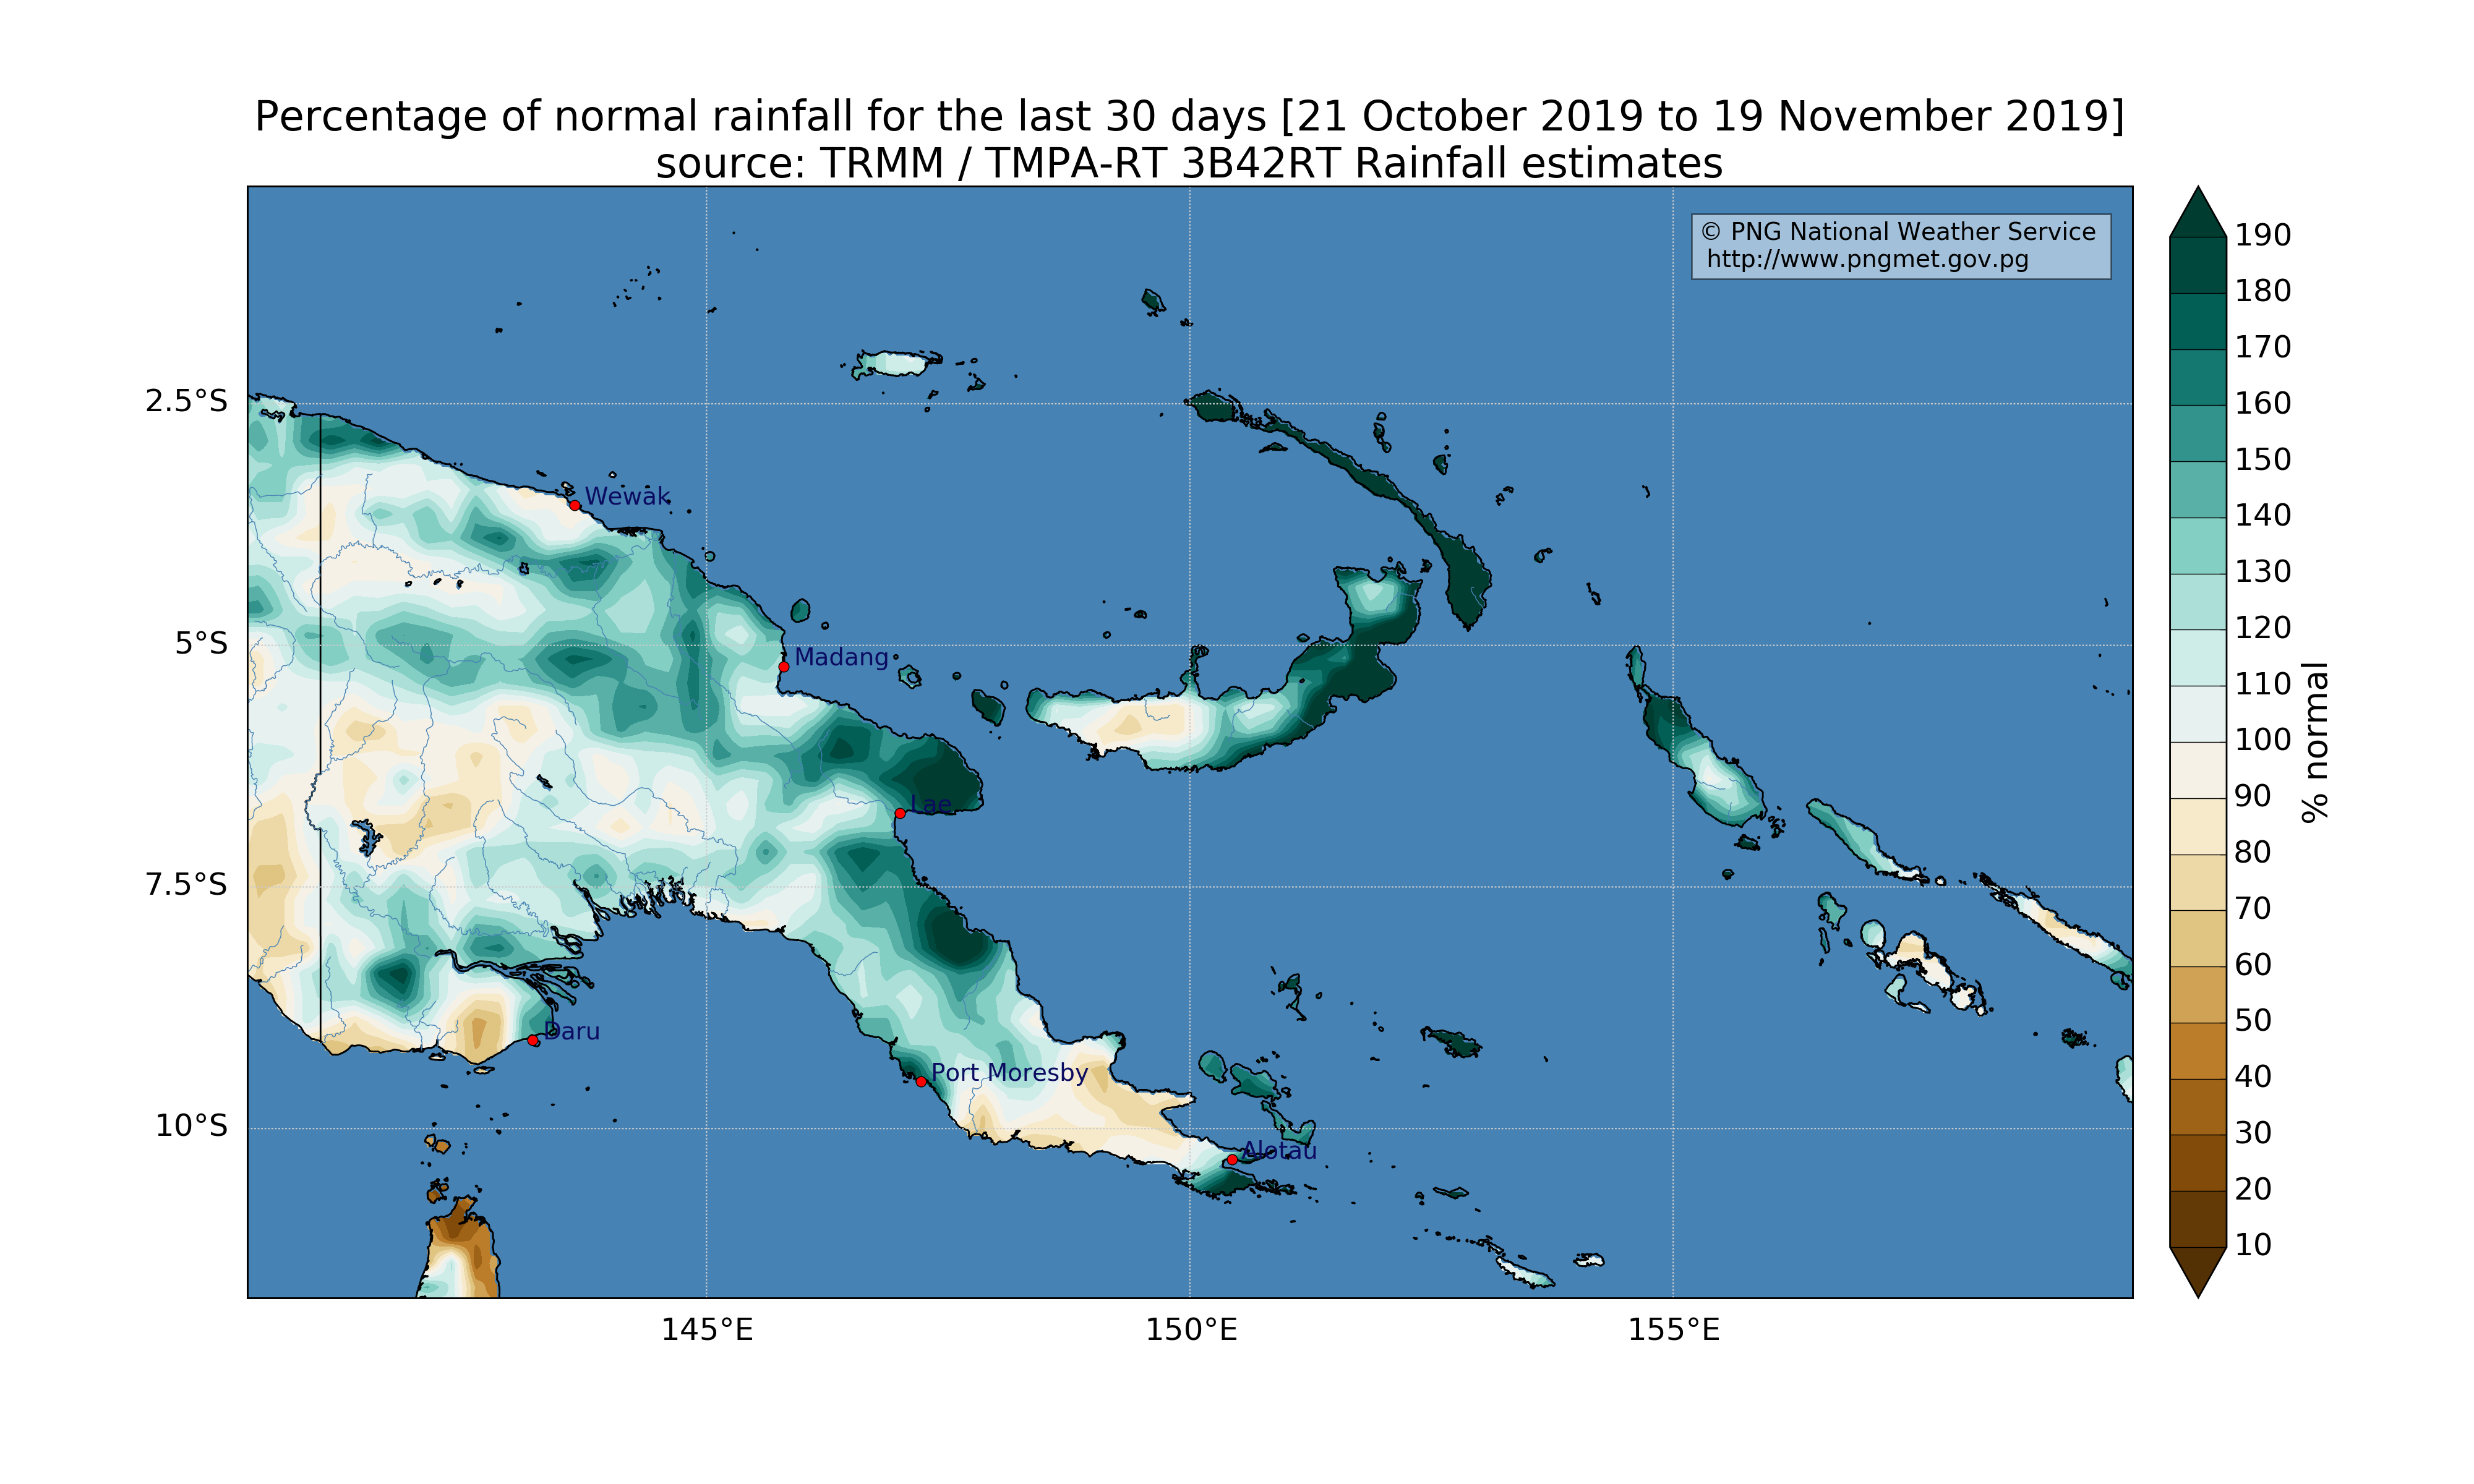 Percentage of normal rainfall for the last 30 days [21 October 2019 to 19 November 2019]
source: TRMM / TMPA-RT 3B42RT Rainfall estimates
© PNG National Weather Service
http://www.pngmet.gov.pg
2.5°S
5°S
7.5°S
10°S
Wewak
Madang
Lae
Daru
Port Moresby
Alotau
145°E
150°E
155°E
190
180
170
160
150
140
130
120
110
100
90
80
70
60
50
40
30
20
10
% normal